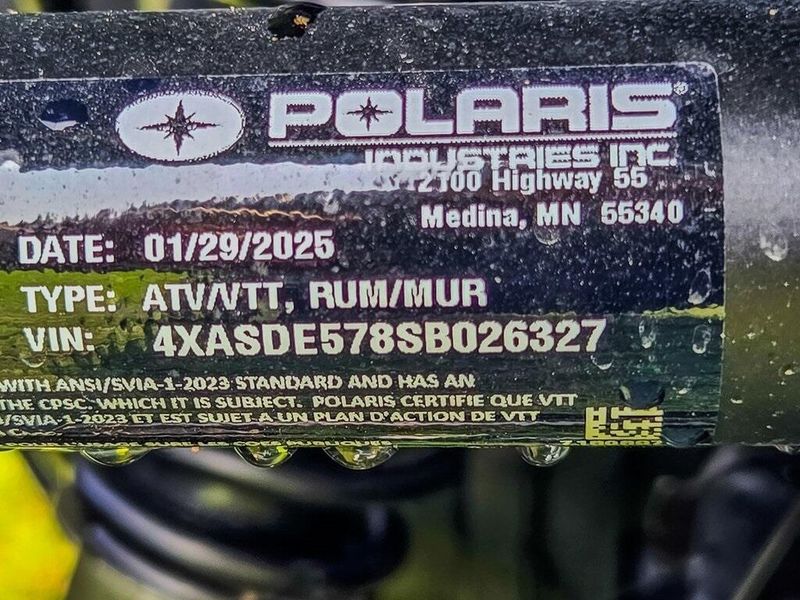 POLARIS®
INDUSTRIES INC.
2100 Highway 55
Medina, MN 55340
DATE: 01/29/2025
TYPE: ATV/VTT, RUM/MUR
VIN: 4XASDE578SB026327
WITH ANSI/SVIA-1-2023 STANDARD AND HAS AN
THE CPSC. WHICH IT IS SUBJECT. POLARIS CERTIFIE QUE VTT
/SVIA-1-2023 ET EST SUJET A UN PLAN D'ACTION DE VTT